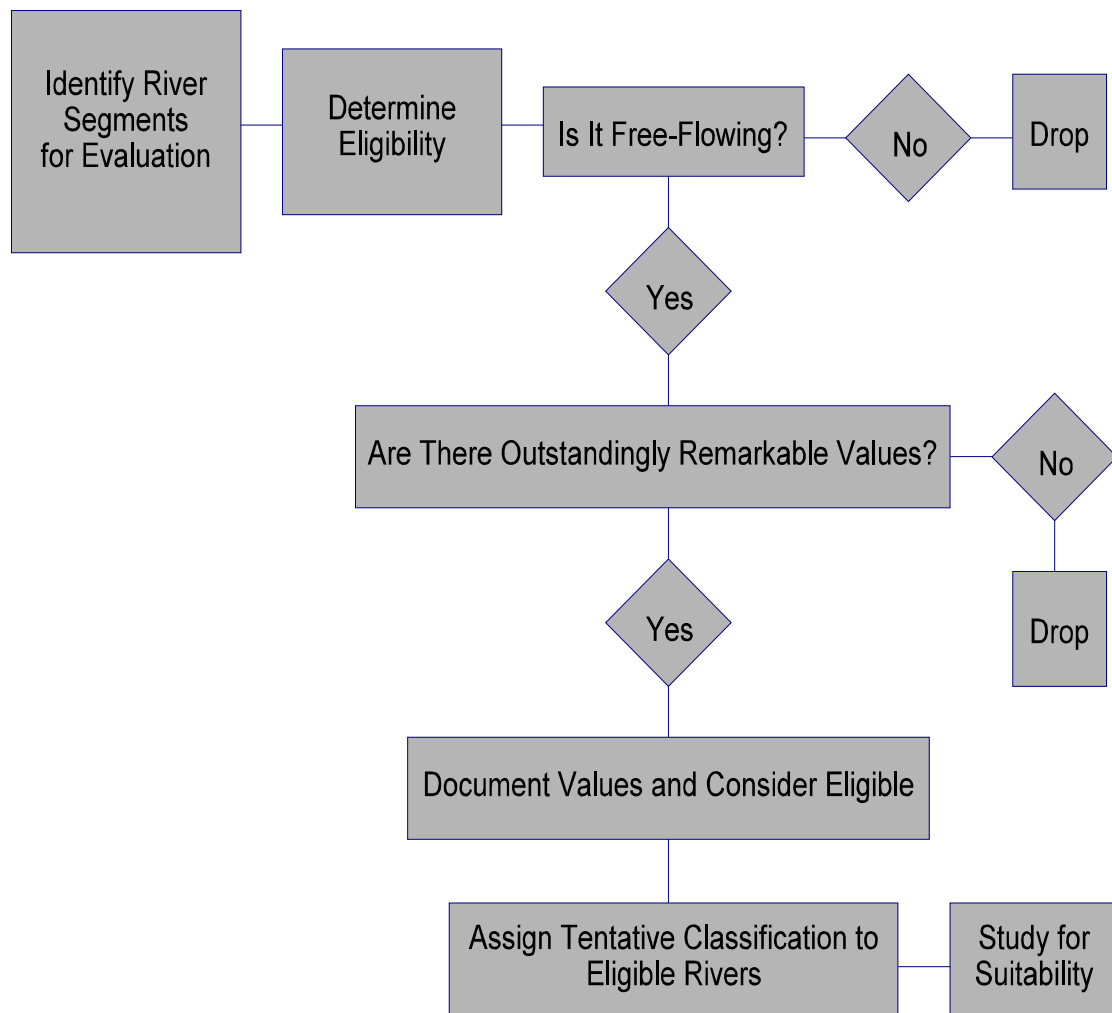 Identify River
Segments
for Evaluation
Determine
Eligibility
Is It Free-Flowing?
No
Drop
Yes
Are There Outstandingly Remarkable Values?
No
Drop
Yes
Document Values and Consider Eligible
Assign Tentative Classification to
Eligible Rivers
Study for
Suitability